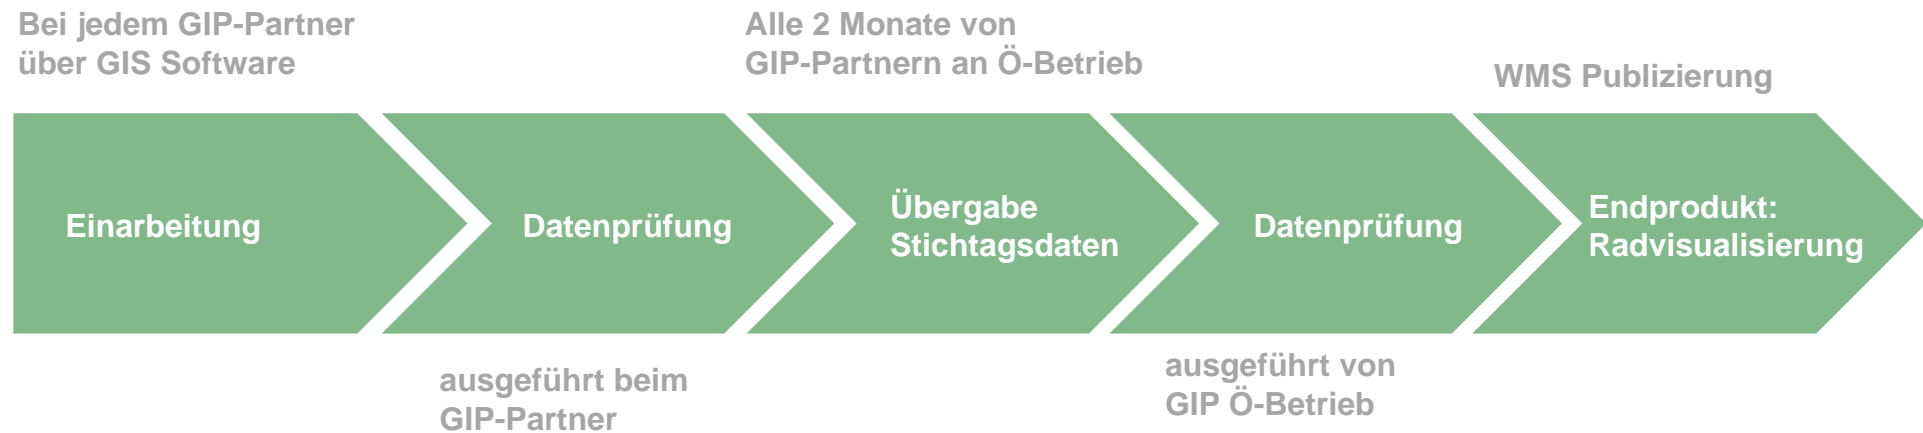 Bei jedem GIP-Partner
über GIS Software
Alle 2 Monate von
GIP-Partnern an Ö-Betrieb
WMS Publizierung
Einarbeitung
Datenprüfung
Übergabe
Stichtagsdaten
Datenprüfung
Endprodukt:
Radvisualisierung
ausgeführt beim
GIP-Partner
ausgeführt von
GIP Ö-Betrieb